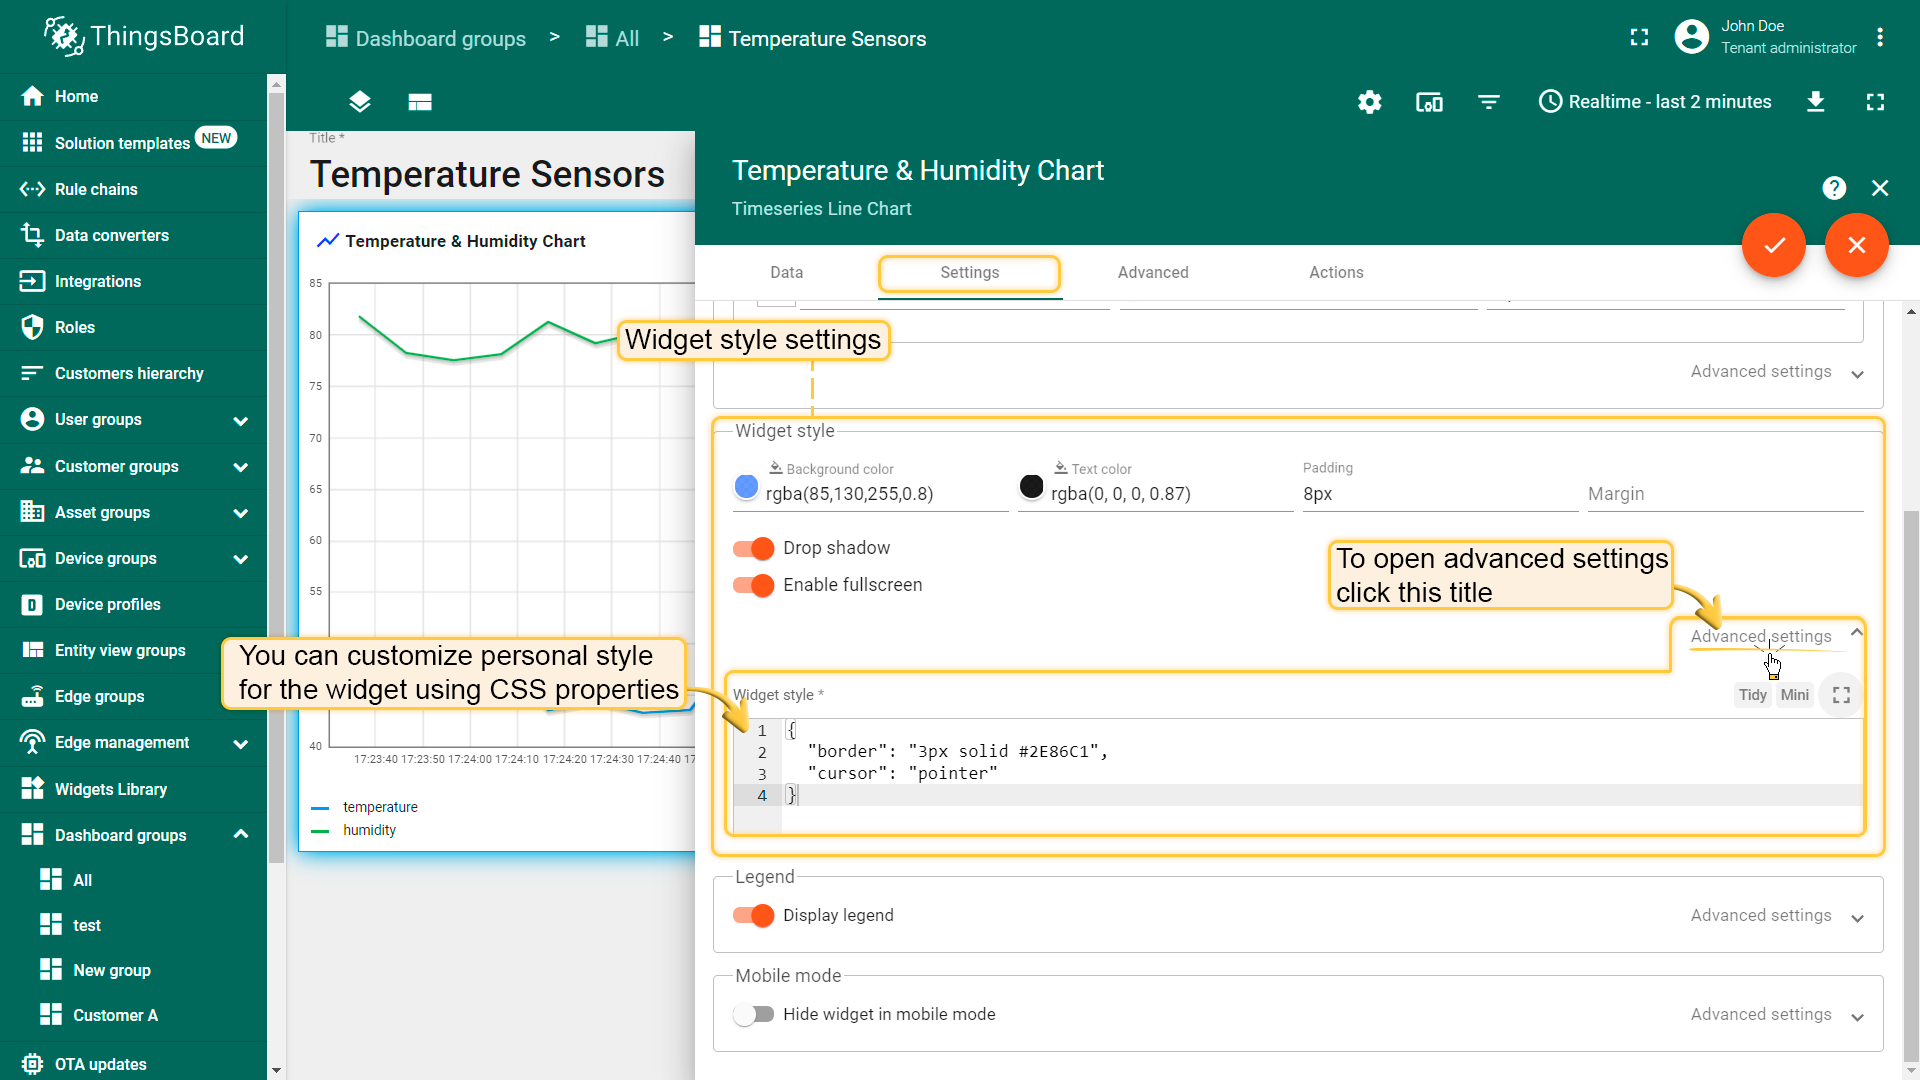 ThingsBoard
Dashboard groups > All > Temperature Sensors
John Doe
Tenant administrator
Home
Solution templates NEW
Rule chains
Data converters
Integrations
Roles
Customers hierarchy
User groups
Customer groups
Asset groups
Device groups
Device profiles
Entity view groups
Edge groups
Edge management
Widgets Library
Dashboard groups
All
test
New group
Customer A
OTA updates
Realtime - last 2 minutes
Title *
Temperature Sensors
Temperature & Humidity Chart
85
80
75
70
65
60
55
40
17:23:40 17:23:50 17:24:00 17:24:10 17:24:20 17:24:30 17:24:40 17
temperature
humidity
Temperature & Humidity Chart
Timeseries Line Chart
Data
Settings
Advanced
Actions
Widget style settings
Advanced settings
Widget style
Background color
rgba(85,130,255,0.8)
Text color
rgba(0, 0, 0, 0.87)
Padding
8px
Margin
Drop shadow
Enable fullscreen
To open advanced settings
click this title
Advanced settings
You can customize personal style
for the widget using CSS properties
Widget style *
Tidy Mini
1 {
2 "border": "3px solid #2E86C1",
3 "cursor": "pointer"
4 }
Legend
Display legend
Advanced settings
Mobile mode
Hide widget in mobile mode
Advanced settings